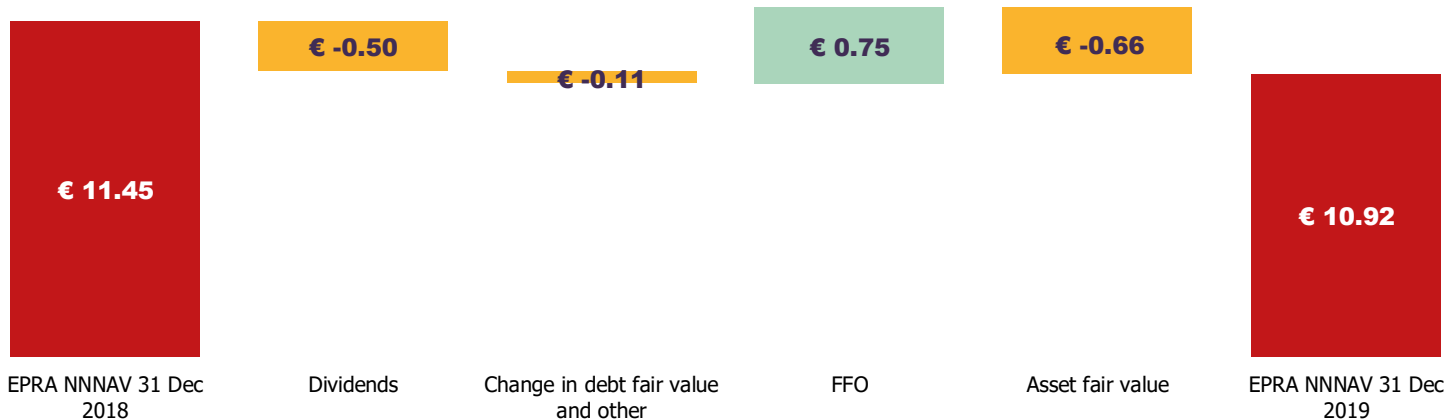 € 11.45
€ -0.50
€ -0.11
€ 0.75
€ -0.66
€ 10.92
EPRA NNNAV 31 Dec
2018
Dividends
Change in debt fair value
and other
FFO
Asset fair value
EPRA NNNAV 31 Dec
2019